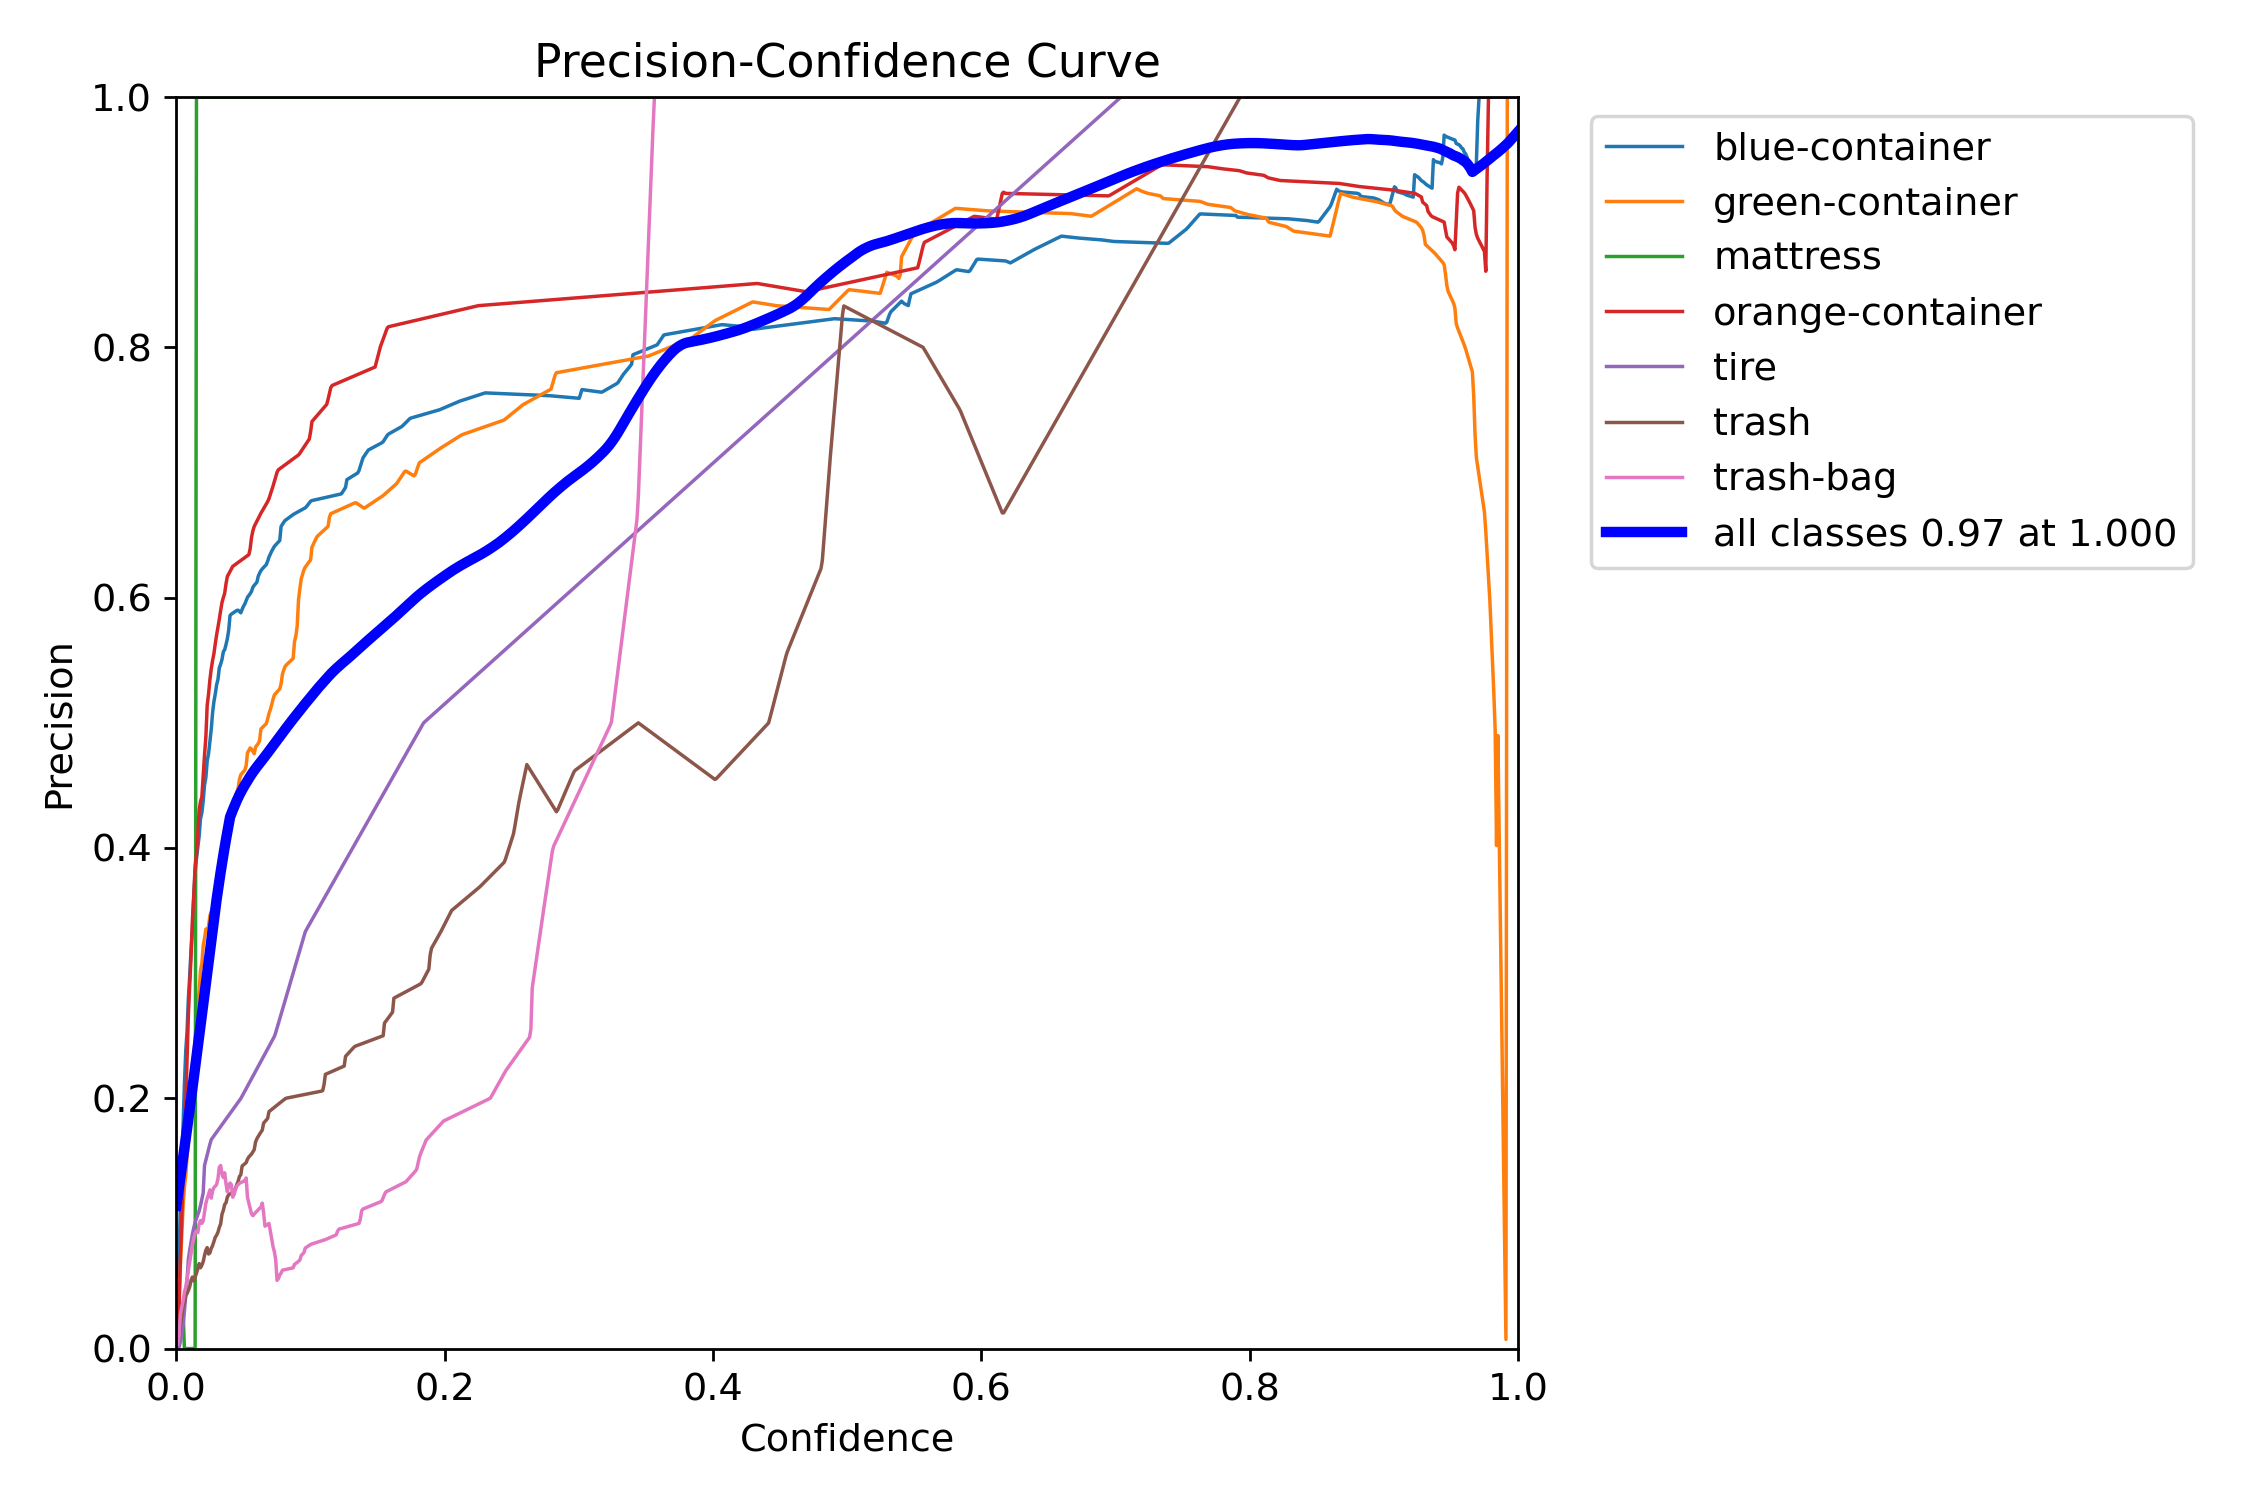 Precision-Confidence Curve
1.0
0.8
0.6
0.4
0.2
0.0
Precision
0.0 0.2 0.4 0.6 0.8 1.0
Confidence
blue-container
green-container
mattress
orange-container
tire
trash
trash-bag
all classes 0.97 at 1.000